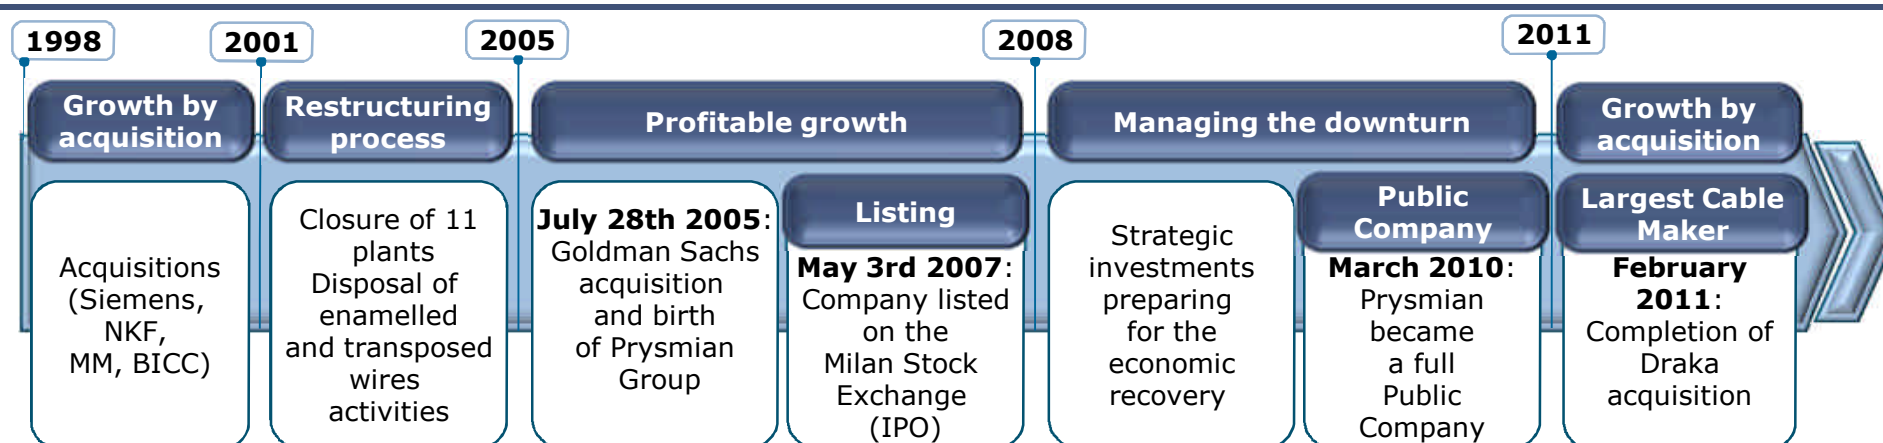 1998
2001
2005
2008
2011
Growth by
acquisition
Restructuring
process
Profitable growth
Managing the downturn
Growth by
acquisition
Acquisitions
(Siemens,
NKF,
MM, BICC)
Closure of 11
plants
Disposal of
enamelled
and transposed
wires
activities
July 28th 2005:
Goldman Sachs
acquisition
and birth
of Prysmian
Group
Listing
May 3rd 2007:
Company listed
on the
Milan Stock
Exchange
(IPO)
Strategic
investments
preparing
for the
economic
recovery
Public
Company
March 2010:
Prysmian
became
a full
Public
Company
Largest Cable
Maker
February
2011:
Completion of
Draka
acquisition